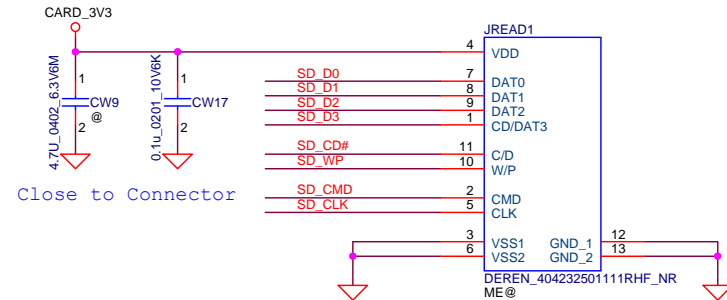 CARD_3V3
JREAD1
4 VDD
1
CW9
@
2
4.7U_0402_6.3V6M
1
CW17
2
0.1u_0201_10V6K
Close to Connector
SD_D0 7 DAT0
SD_D1 8 DAT1
SD_D2 9 DAT2
SD_D3 1 CD/DAT3
SD_CD# 11 C/D
SD_WP 10 W/P
SD_CMD 2 CMD
SD_CLK 5 CLK
3 VSS1 GND_1 12
6 VSS2 GND_2 13
DEREN_404232501111RHF_NR
ME@